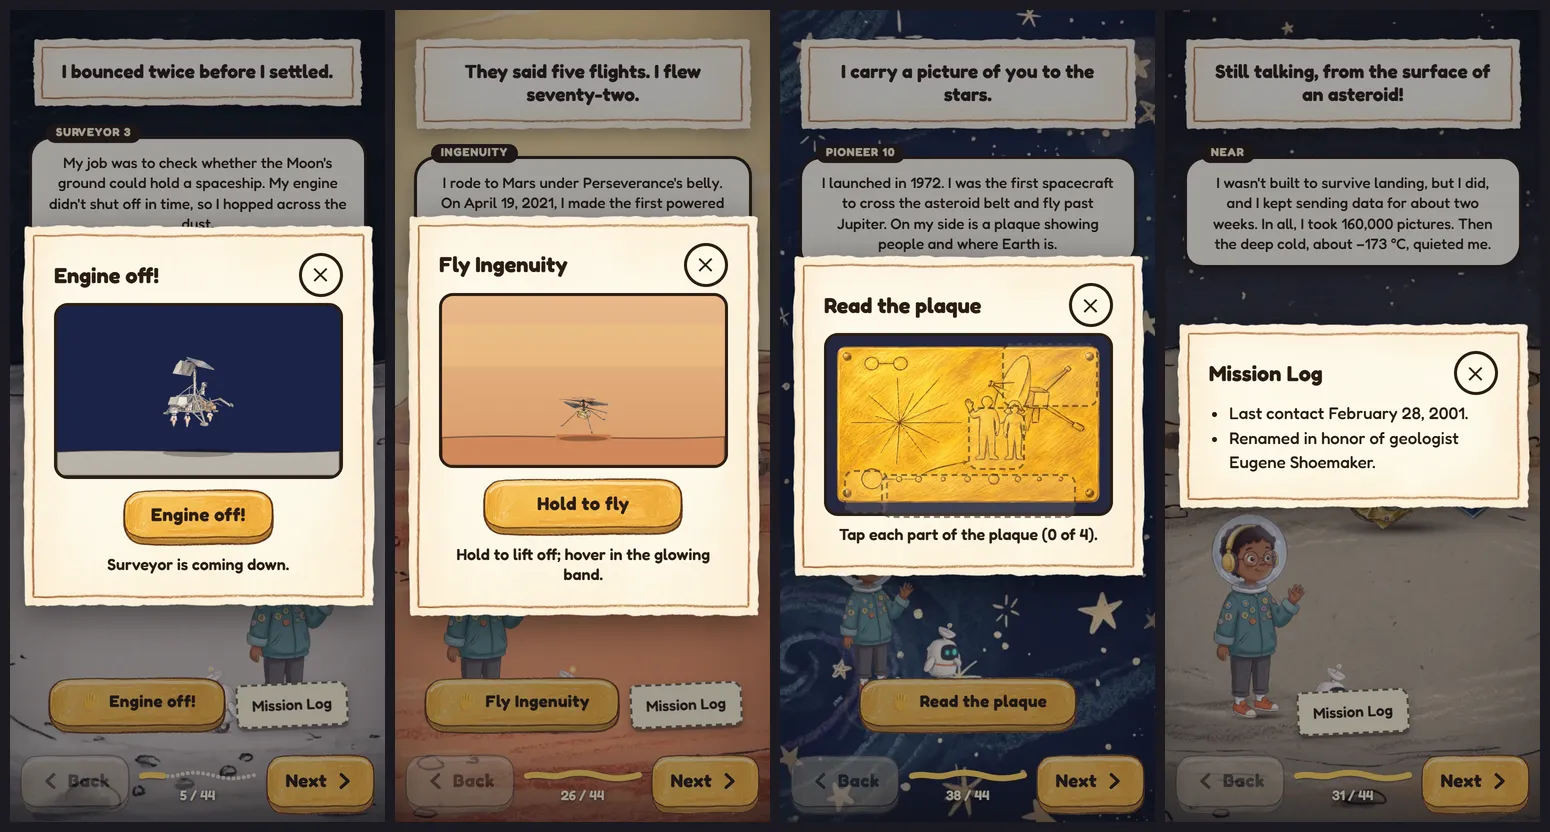 I bounced twice before I settled.
SURVEYOR 3
My job was to check whether the Moon's
ground could hold a spaceship. My engine
didn't shut off in time, so I hopped across the
dust.
Engine off!
Engine off!
Surveyor is coming down.
Engine off!
Mission Log
Back
5 / 44
Next
They said five flights. I flew
seventy-two.
INGENUITY
I rode to Mars under Perseverance's belly.
On April 19, 2021, I made the first powered
Fly Ingenuity
Hold to fly
Hold to lift off; hover in the glowing
band.
Fly Ingenuity
Mission Log
Back
26 / 44
Next
I carry a picture of you to the
stars.
PIONEER 10
I launched in 1972. I was the first spacecraft
to cross the asteroid belt and fly past
Jupiter. On my side is a plaque showing
people and where Earth is.
Read the plaque
Tap each part of the plaque (0 of 4).
Read the plaque
Back
38 / 44
Next
Still talking, from the surface of
an asteroid!
NEAR
I wasn't built to survive landing, but I did,
and I kept sending data for about two
weeks. In all, I took 160,000 pictures. Then
the deep cold, about −173 °C, quieted me.
Mission Log
• Last contact February 28, 2001.
• Renamed in honor of geologist
Eugene Shoemaker.
Mission Log
Back
31 / 44
Next